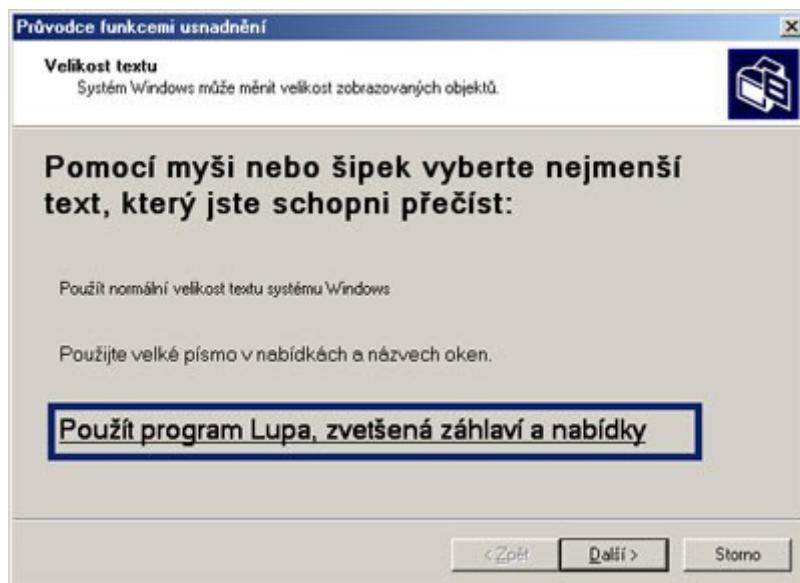 Průvodce funkcemi usnadnění
Velikost textu
Systém Windows může měnit velikost zobrazovaných objektů.
Pomocí myši nebo šipek vyberte nejmenší
text, který jste schopni přečíst:
Použít normální velikost textu systému Windows
Použijte velké písmo v nabídkách a názvech oken.
Použít program Lupa, zvetšená záhlaví a nabídky
< Zpět
Další >
Storno